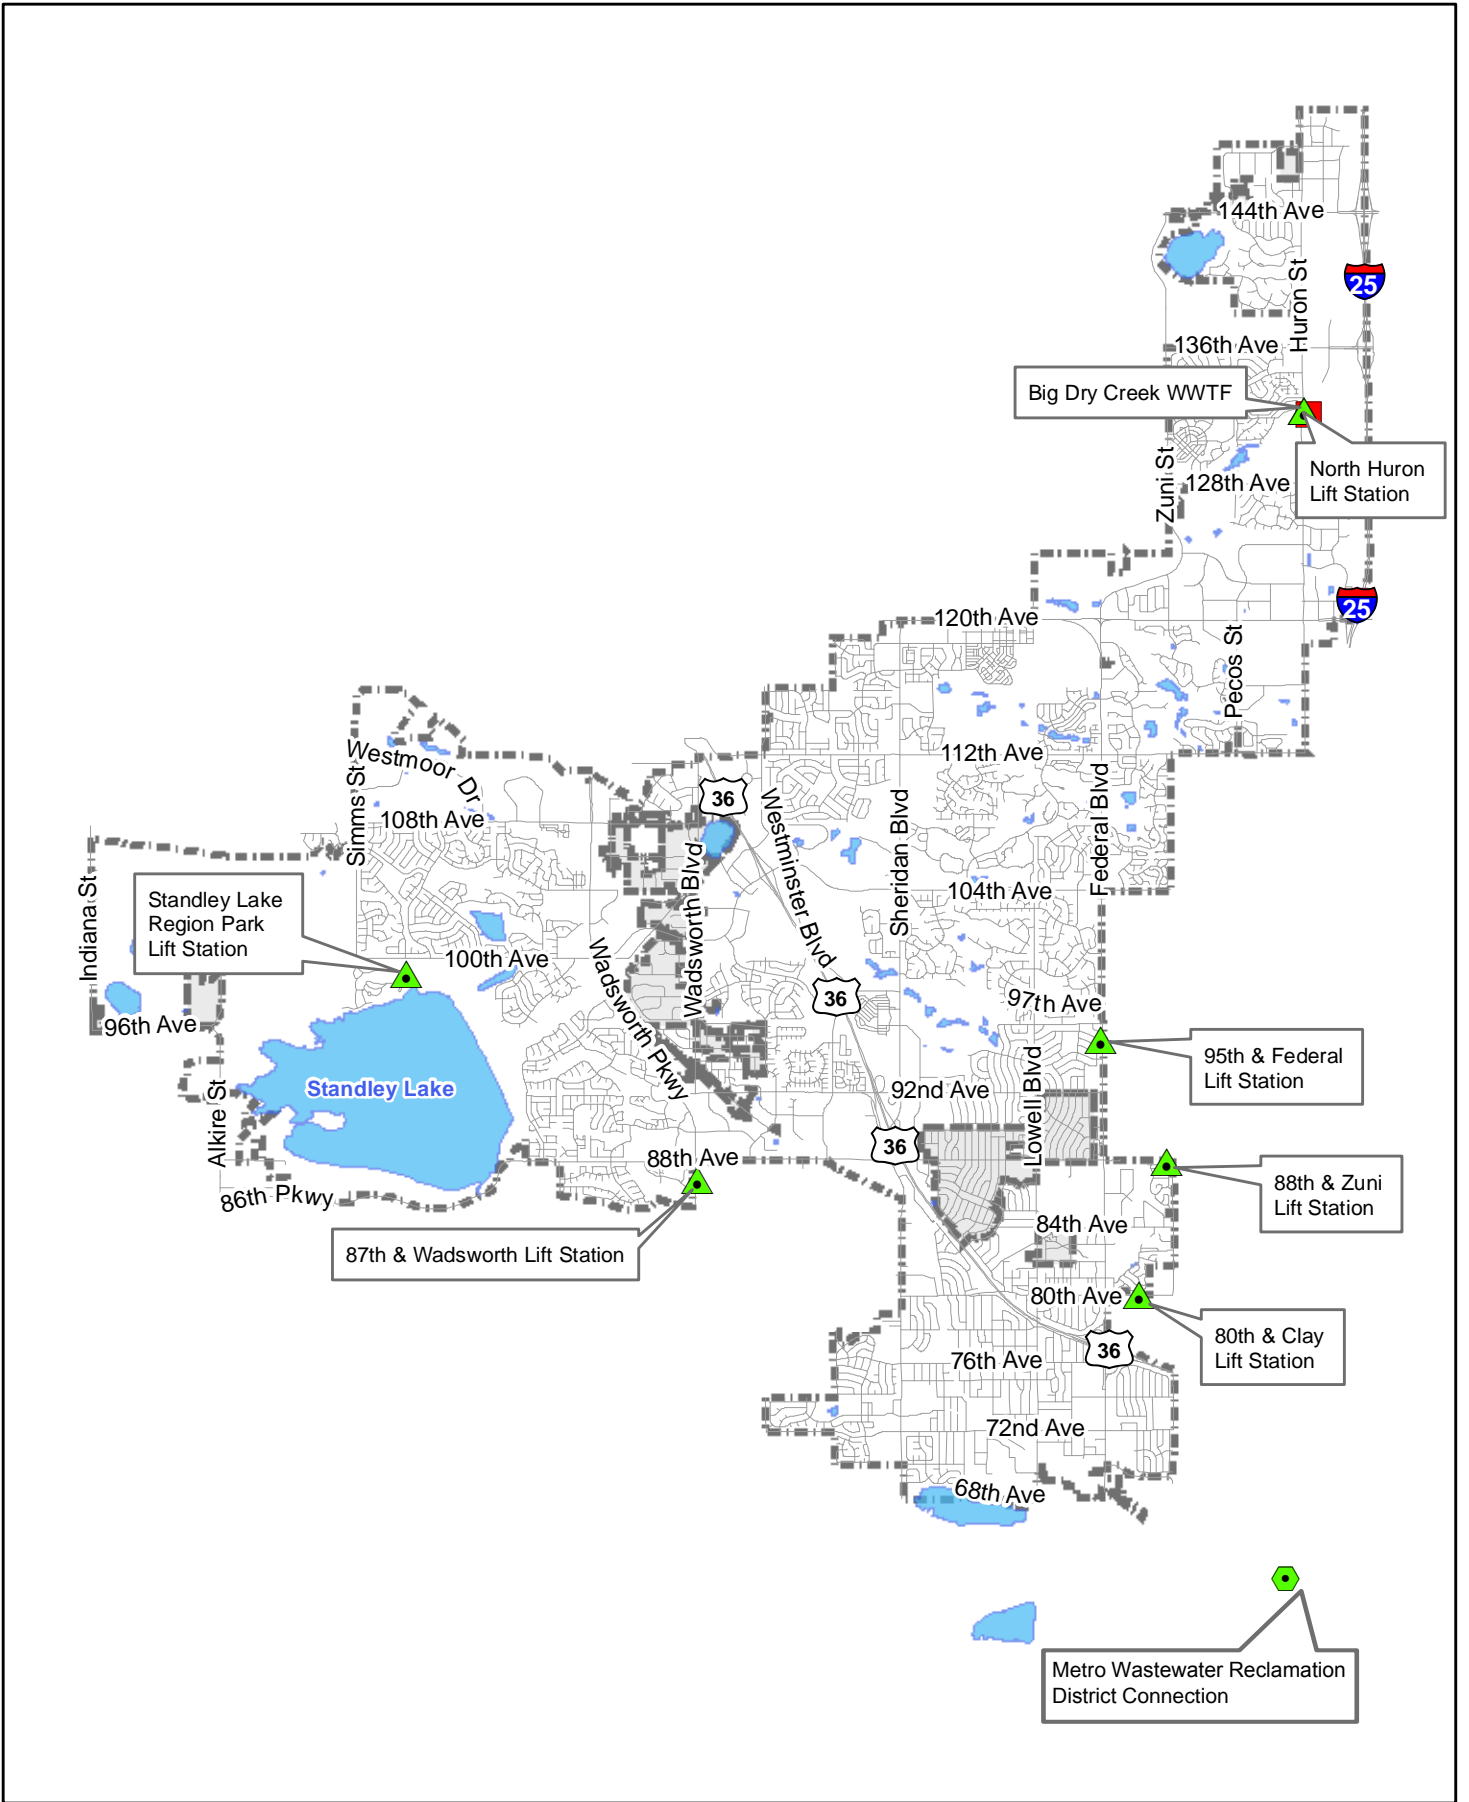 144th Ave
25
Huron St
136th Ave
Big Dry Creek WWTF
North Huron
Lift Station
Zuni St
128th Ave
25
120th Ave
Pecos St
112th Ave
Westmoor Dr
Simms St
108th Ave
36
Westminster Blvd
Sheridan Blvd
Federal Blvd
Wadsworth Blvd
104th Ave
Indiana St
Standley Lake
Region Park
Lift Station
100th Ave
Wadsworth Pkwy
36
97th Ave
96th Ave
95th & Federal
Lift Station
Standley Lake
92nd Ave
Lowell Blvd
Alkire St
36
88th Ave
88th & Zuni
Lift Station
86th Pkwy
84th Ave
87th & Wadsworth Lift Station
80th Ave
80th & Clay
Lift Station
36
76th Ave
72nd Ave
68th Ave
Metro Wastewater Reclamation
District Connection